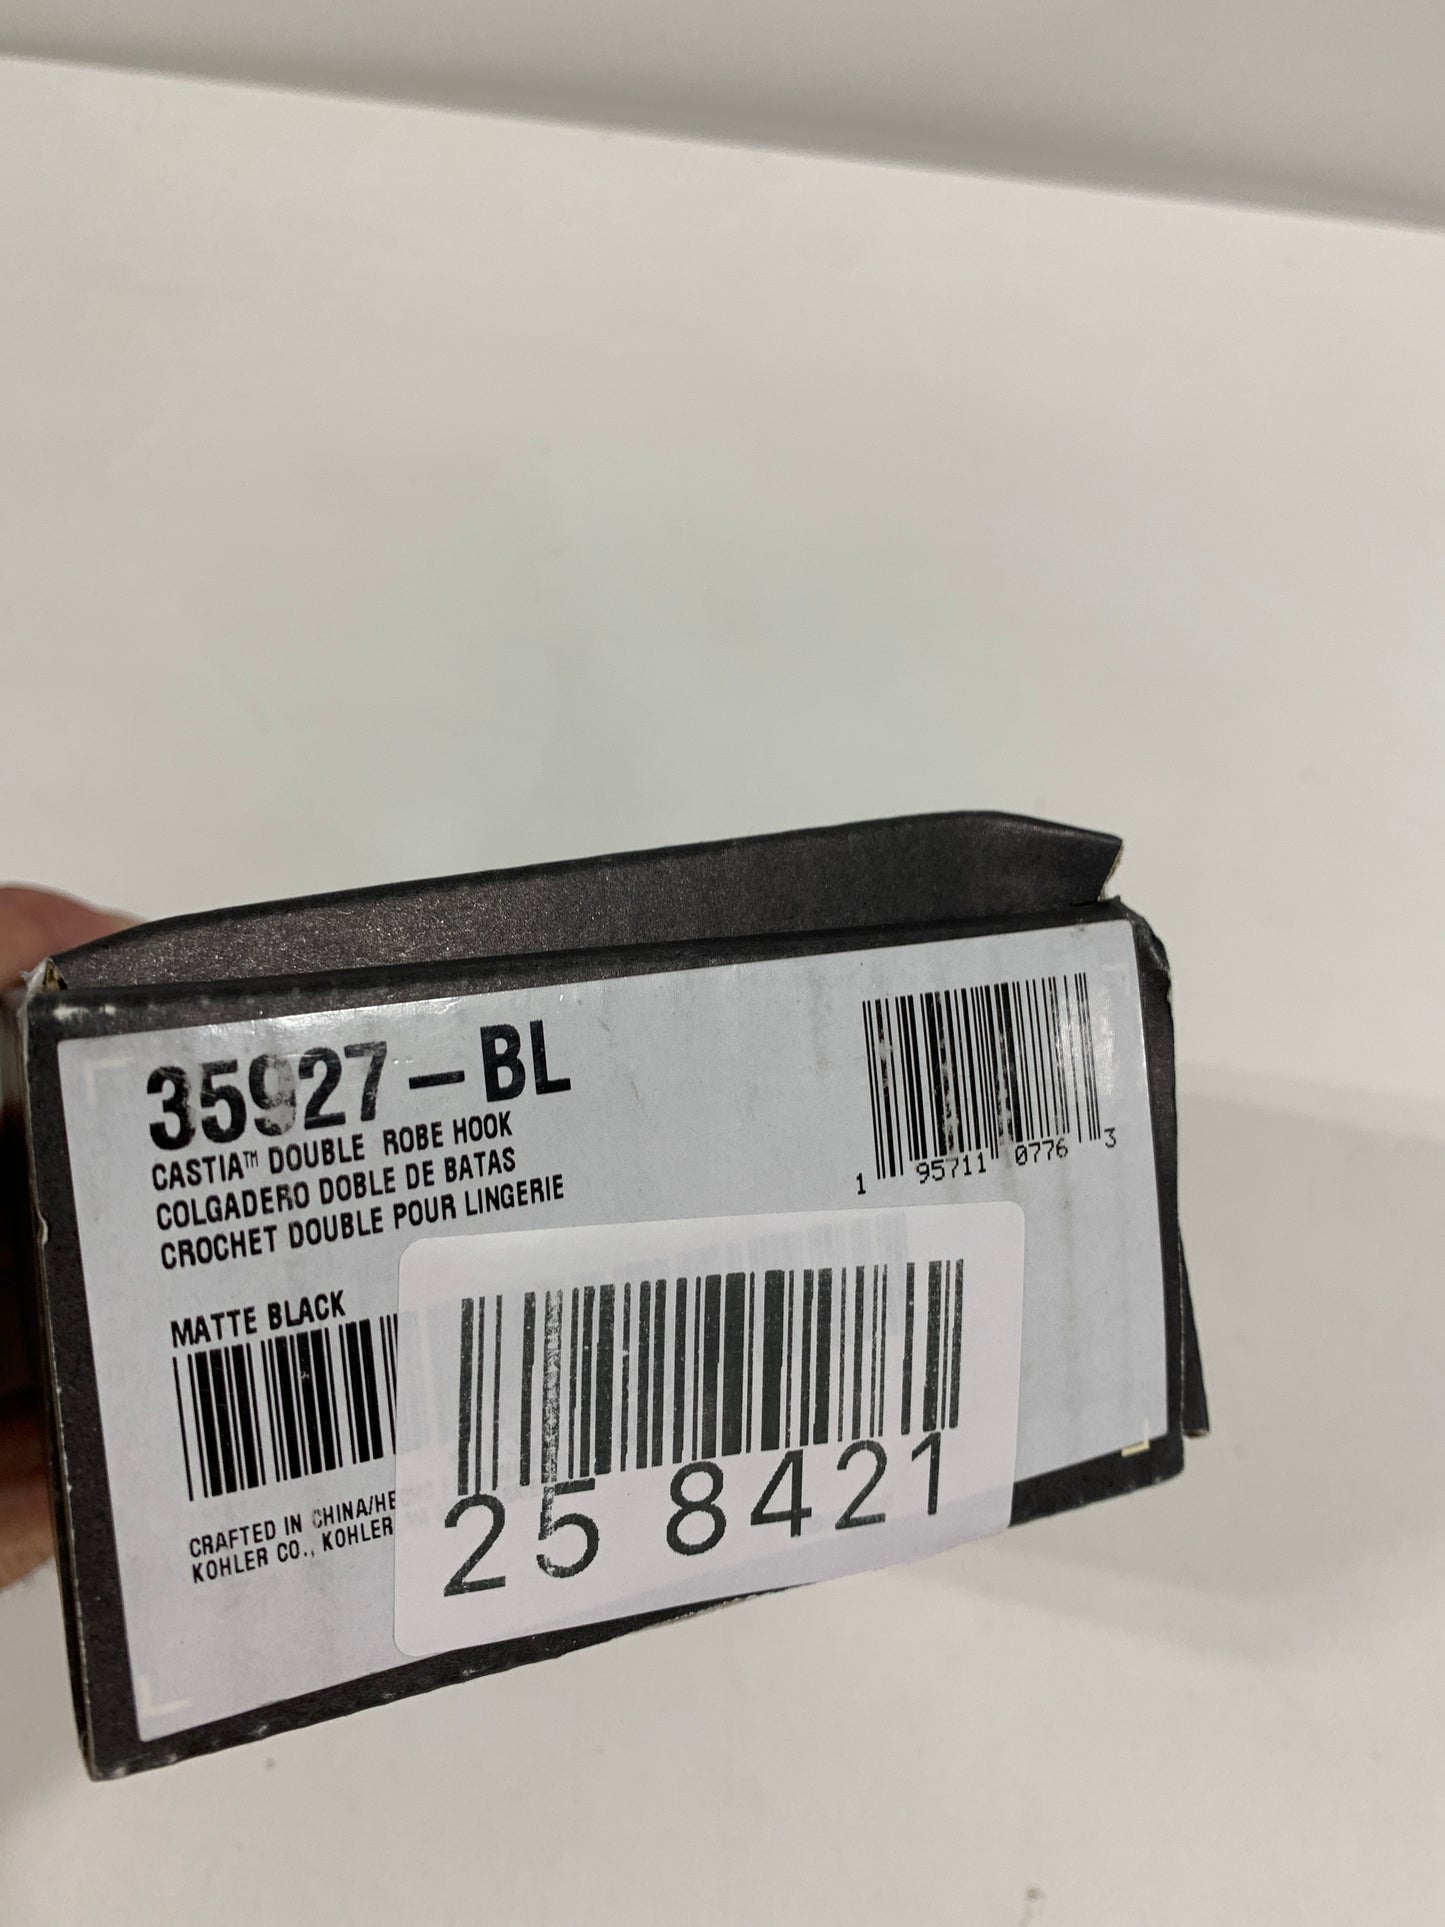 35927-BL
CASTIA™ DOUBLE ROBE HOOK
COLGADERO DOBLE DE BATAS
CROCHET DOUBLE POUR LINGERIE
1 95711 0776 3
MATTE BLACK
CRAFTED IN CHINA/HE
KOHLER CO., KOHLER
25 8421